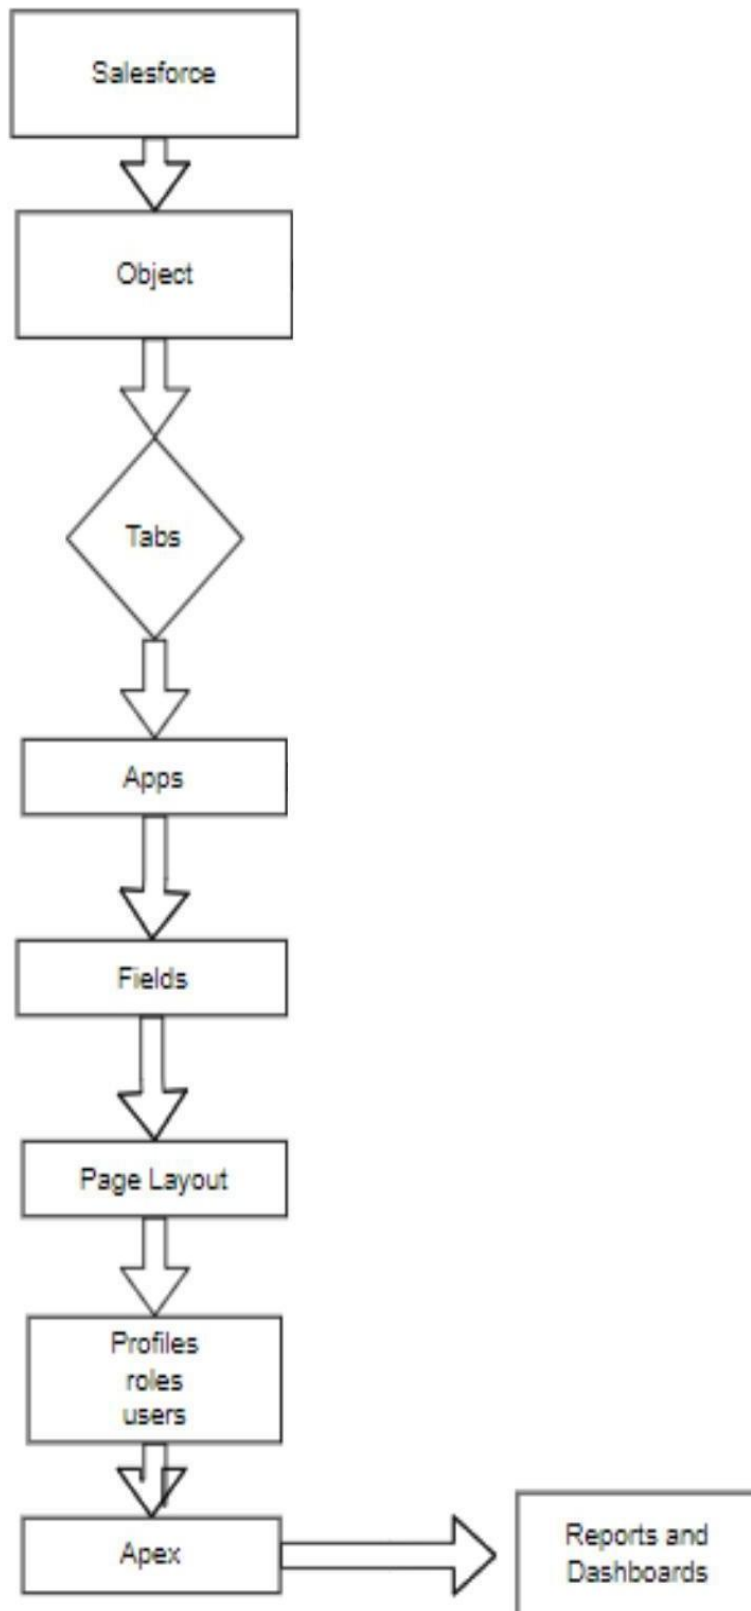 Salesforce
Object
Tabs
Apps
Fields
Page Layout
Profiles
roles
users
Apex
Reports and
Dashboards